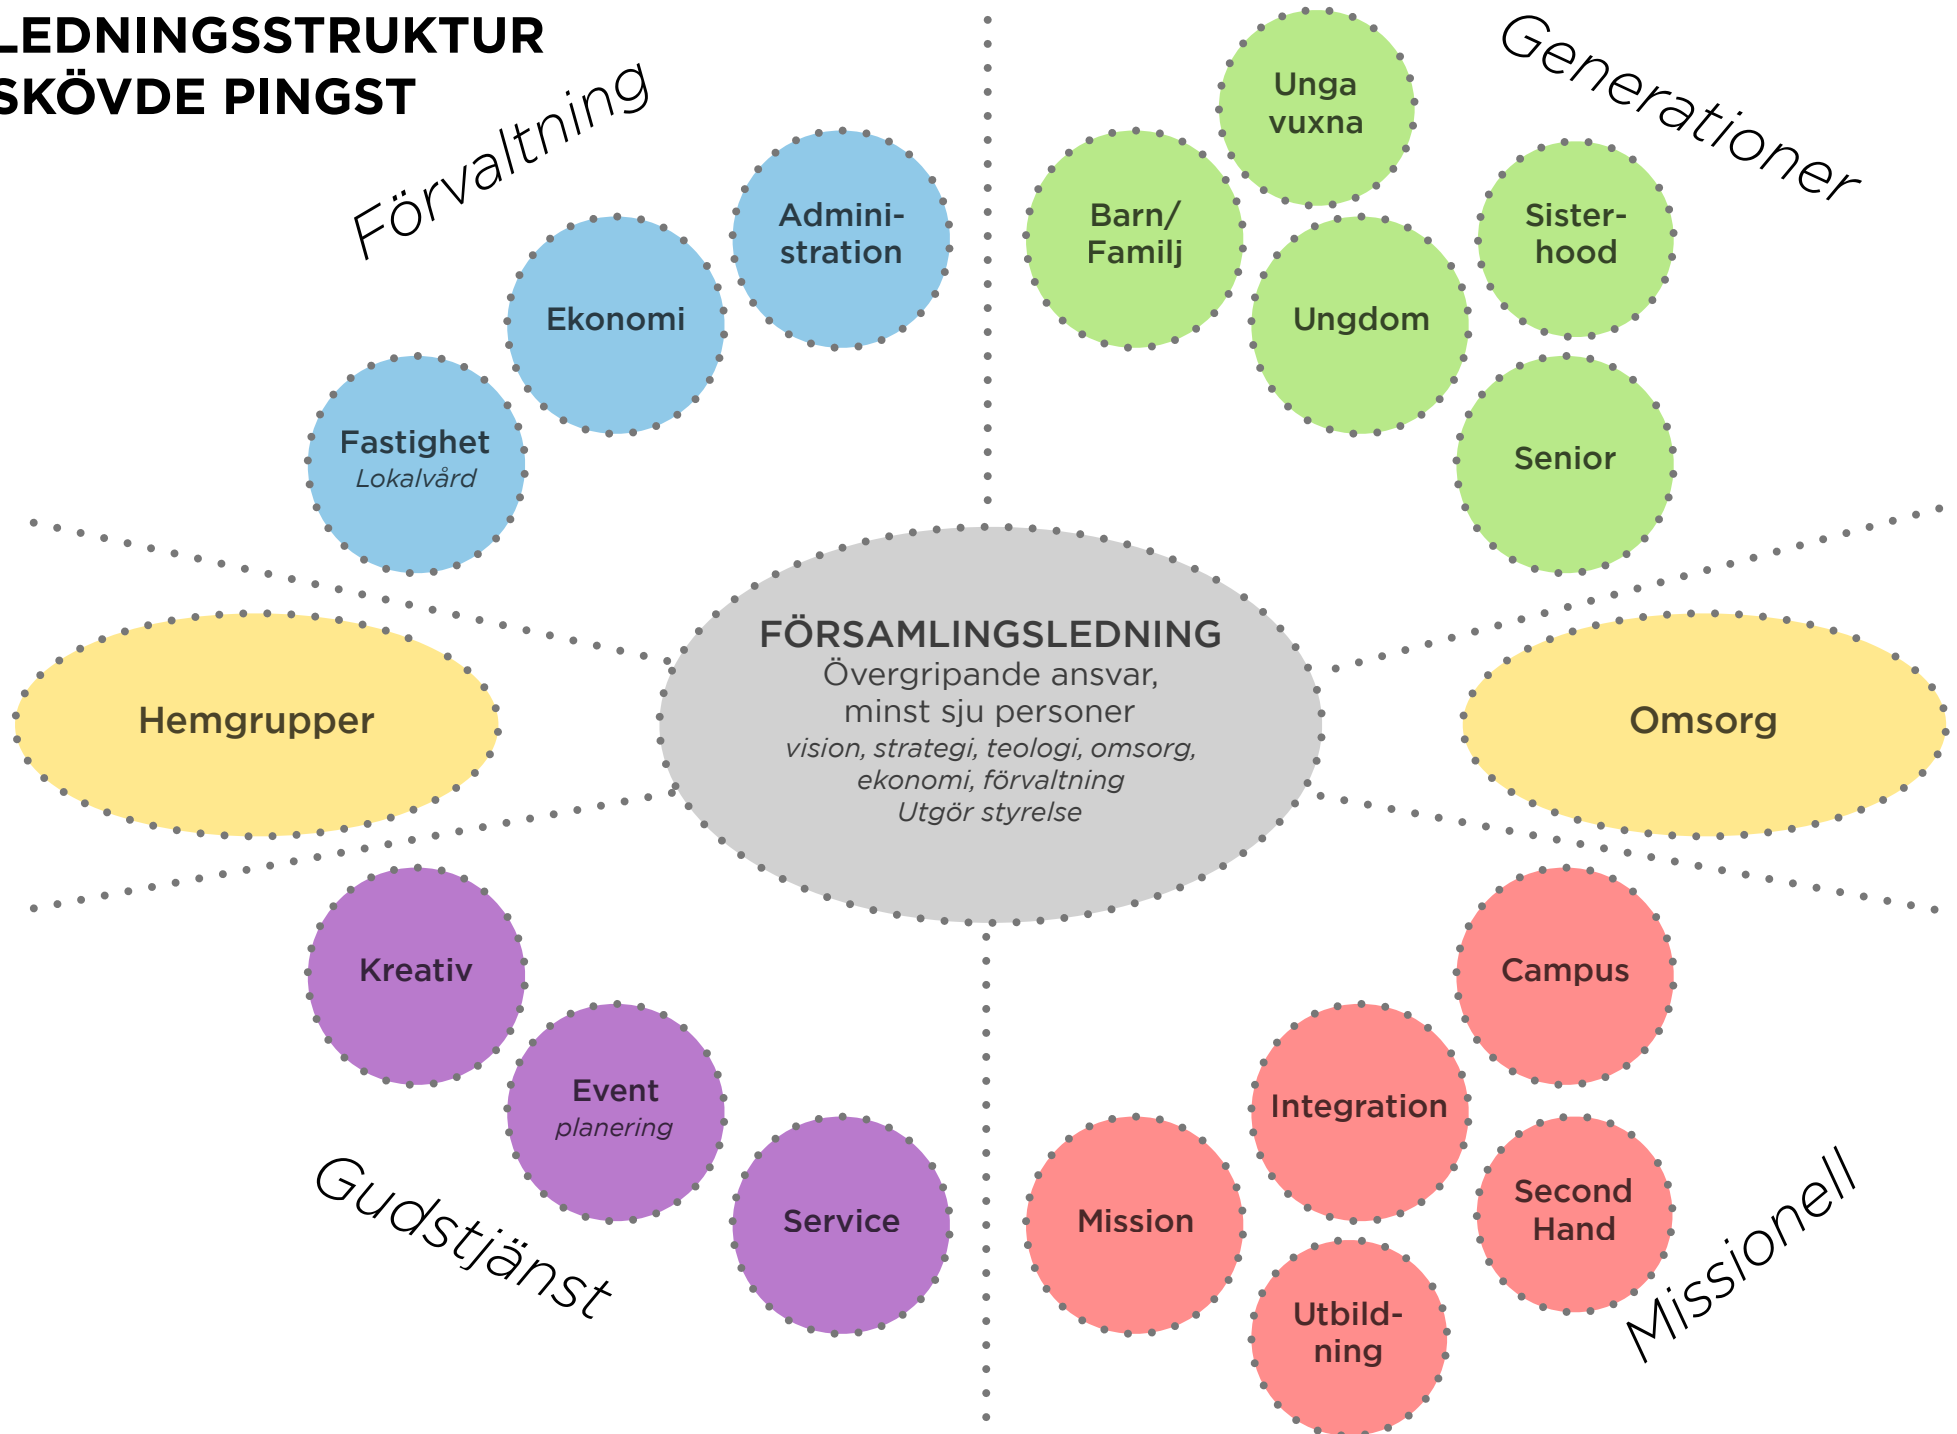 LEDNINGSSTRUKTUR
SKÖVDE PINGST
Förvaltning
Generationer
Admini-
stration
Ekonomi
Fastighet
Lokalvård
Unga
vuxna
Barn/
Familj
Sister-
hood
Ungdom
Senior
FÖRSAMLINGSLEDNING
Övergripande ansvar,
minst sju personer
vision, strategi, teologi, omsorg,
ekonomi, förvaltning
Utgör styrelse
Hemgrupper
Omsorg
Kreativ
Event
planering
Service
Gudstjänst
Campus
Integration
Mission
Second
Hand
Utbild-
ning
Missionell